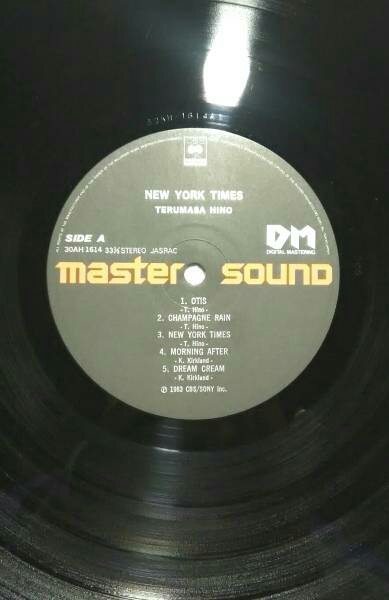 30AH-1614A1
NEW YORK TIMES
TERUMASA HINO
SIDE A
30AH 1614 33⅓ STEREO JASRAC
DM
DIGITAL MASTERING
master sound
1. OTIS
- T. Hino -
2. CHAMPAGNE RAIN
- T. Hino -
3. NEW YORK TIMES
- T. Hino -
4. MORNING AFTER
- K. Kirkland -
5. DREAM CREAM
- K. Kirkland -
℗ 1983 CBS/SONY Inc.